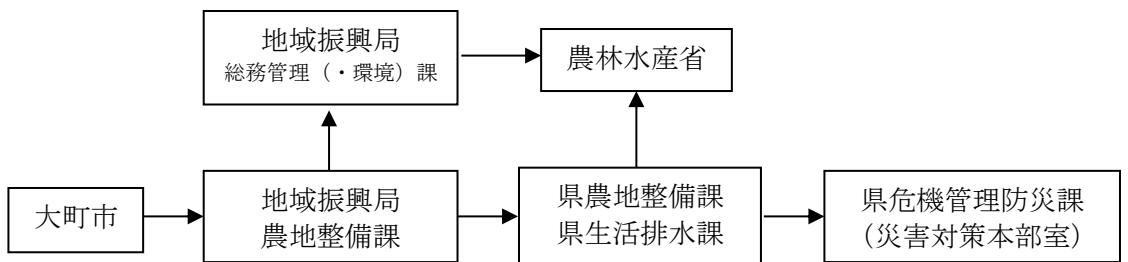 地域振興局
総務管理（・環境）課
農林水産省
大町市
地域振興局
農地整備課
県農地整備課
県生活排水課
県危機管理防災課
（災害対策本部室）